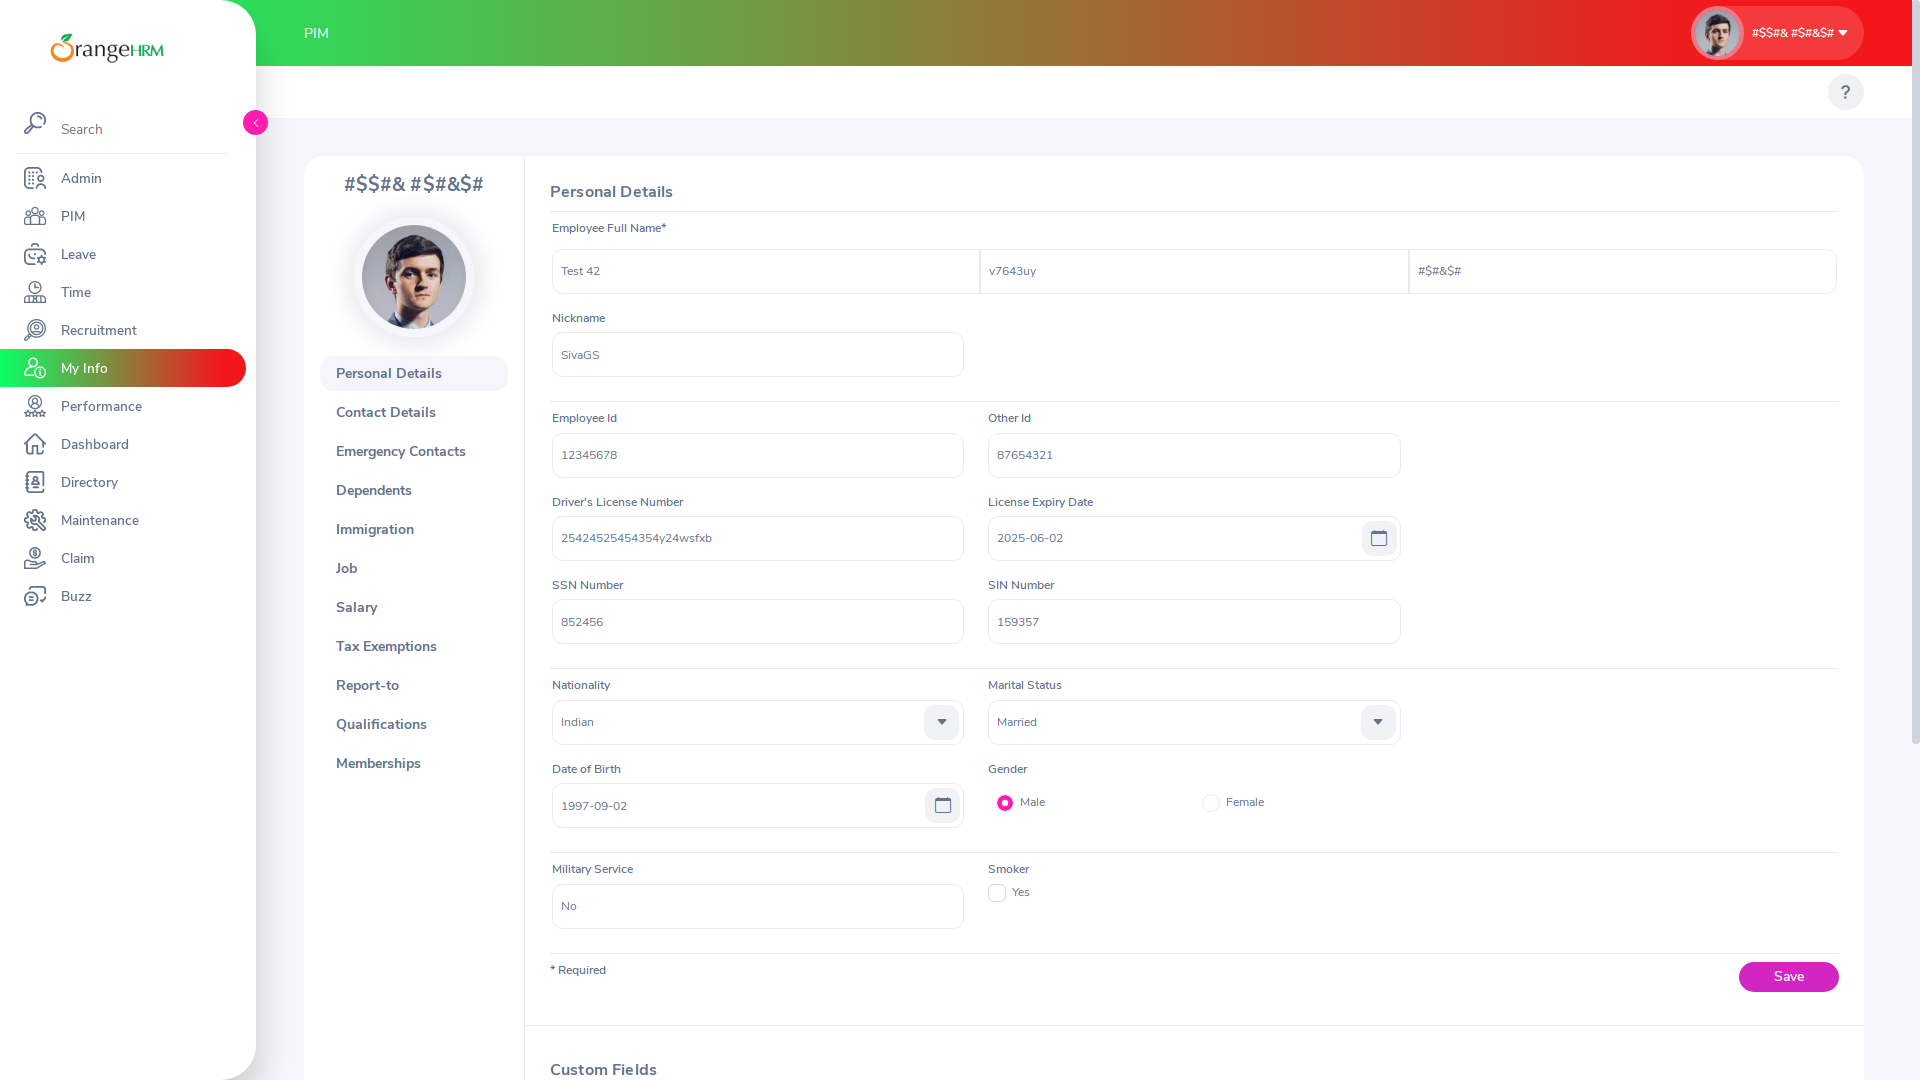 OrangeHRM
PIM
#$$#& #$#&$#
?
Search
Admin
PIM
Leave
Time
Recruitment
My Info
Performance
Dashboard
Directory
Maintenance
Claim
Buzz
#$$#& #$#&$#
Personal Details
Contact Details
Emergency Contacts
Dependents
Immigration
Job
Salary
Tax Exemptions
Report-to
Qualifications
Memberships
Personal Details
Employee Full Name*
Test 42 v7643uy #$#&$#
Nickname
SivaGS
Employee Id Other Id
12345678 87654321
Driver's License Number License Expiry Date
25424525454354y24wsfxb 2025-06-02
SSN Number SIN Number
852456 159357
Nationality Marital Status
Indian Married
Date of Birth Gender
1997-09-02 Male Female
Military Service Smoker
No Yes
* Required Save
Custom Fields